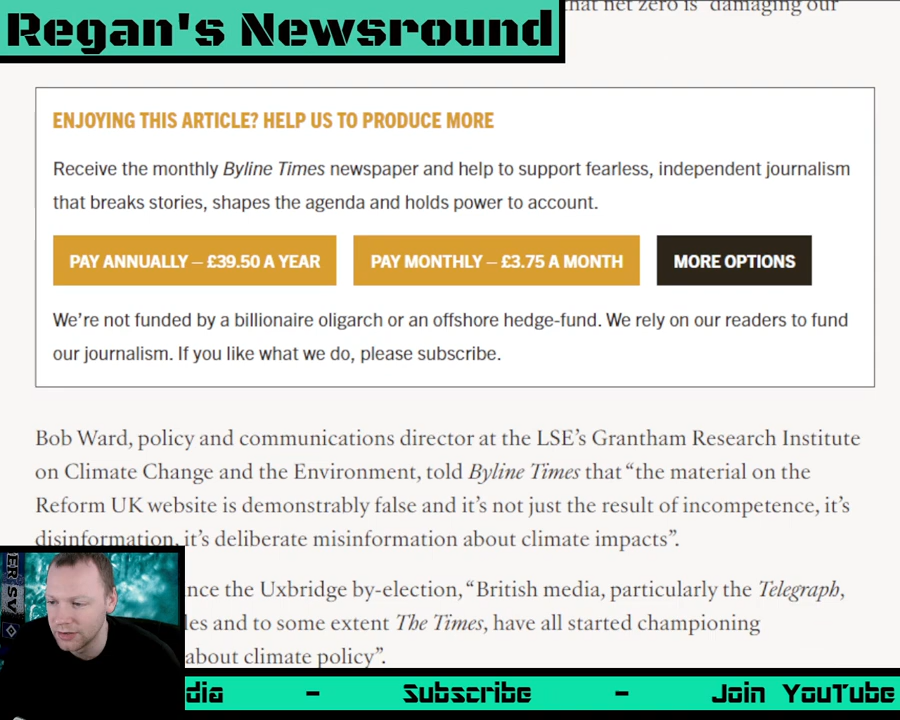 hat net zero is “damaging our
Regan's Newsround
ENJOYING THIS ARTICLE? HELP US TO PRODUCE MORE
Receive the monthly Byline Times newspaper and help to support fearless, independent journalism
that breaks stories, shapes the agenda and holds power to account.
PAY ANNUALLY – £39.50 A YEAR
PAY MONTHLY – £3.75 A MONTH
MORE OPTIONS
We’re not funded by a billionaire oligarch or an offshore hedge-fund. We rely on our readers to fund
our journalism. If you like what we do, please subscribe.
Bob Ward, policy and communications director at the LSE’s Grantham Research Institute
on Climate Change and the Environment, told Byline Times that “the material on the
Reform UK website is demonstrably false and it’s not just the result of incompetence, it’s
disinformation, it’s deliberate misinformation about climate impacts”.
nce the Uxbridge by-election, “British media, particularly the Telegraph,
les and to some extent The Times, have all started championing
about climate policy”.
dia - Subscribe - Join YouTube